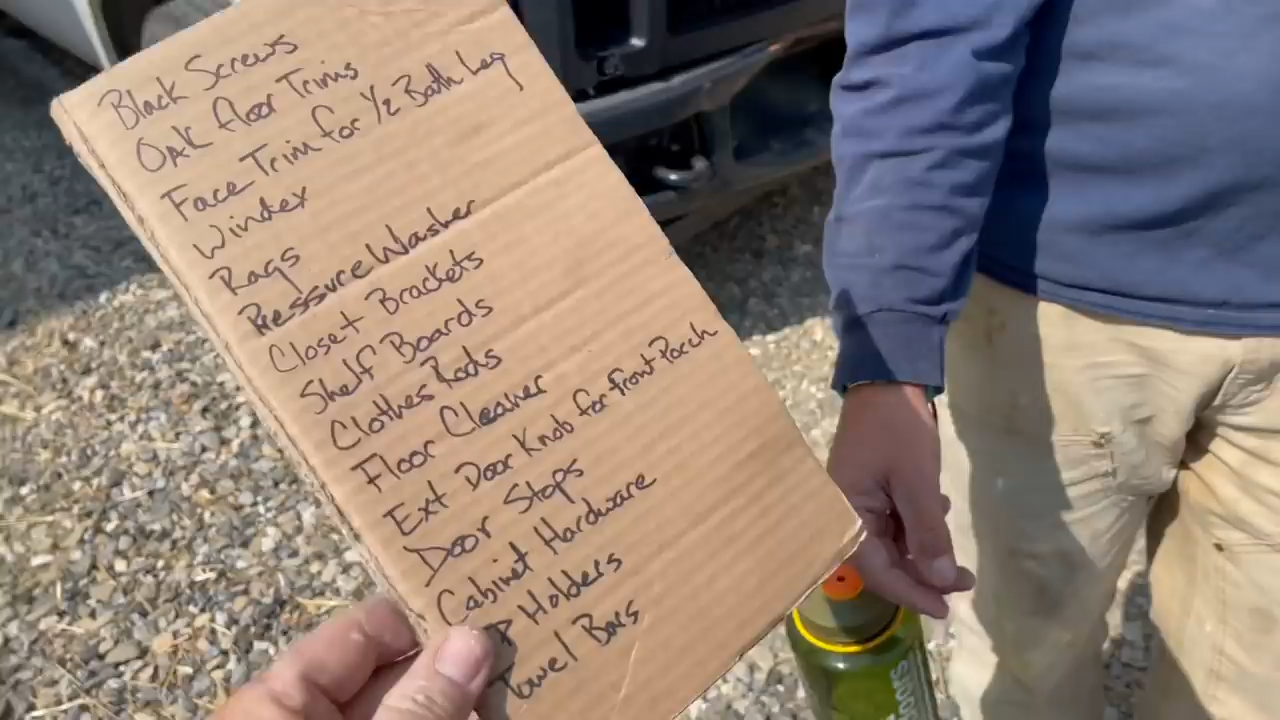 Black Screws
Oak floor Trims
Face Trim for 1/2 Bath Leg
Windex
Rags
Pressure Washer
Closet Brackets
Shelf Boards
Clothes Rods
Floor Cleaner
Ext Door Knob for front Porch
Door Stops
Cabinet Hardware
Holders
Towel Bars